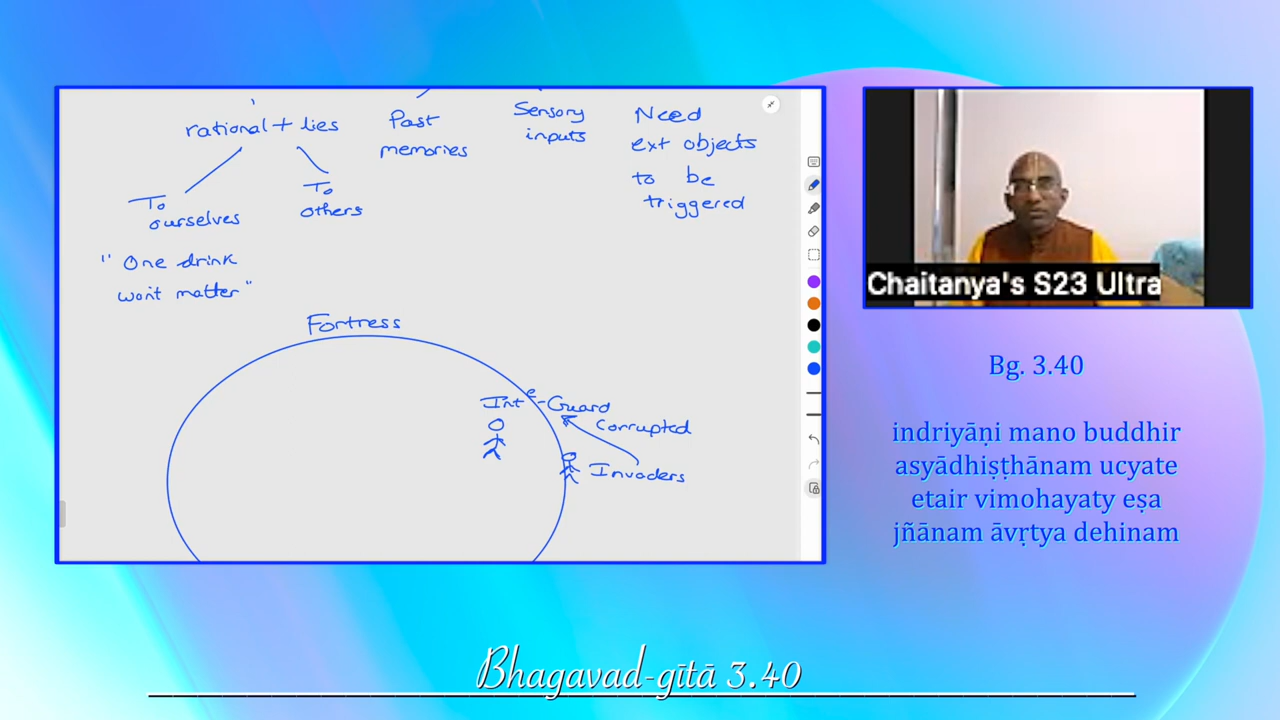 rational + lies
Past
memories
Sensory
inputs
Need
ext objects
to be
triggered
To
ourselves
To
others
" One drink
won't matter "
Fortress
Intᵉ - Guard
Corrupted
Invaders
Chaitanya's S23 Ultra
Bg. 3.40
indriyāṇi mano buddhir
asyādhiṣṭhānam ucyate
etair vimohayaty eṣa
jñānam āvṛtya dehinam
Bhagavad-gītā 3.40